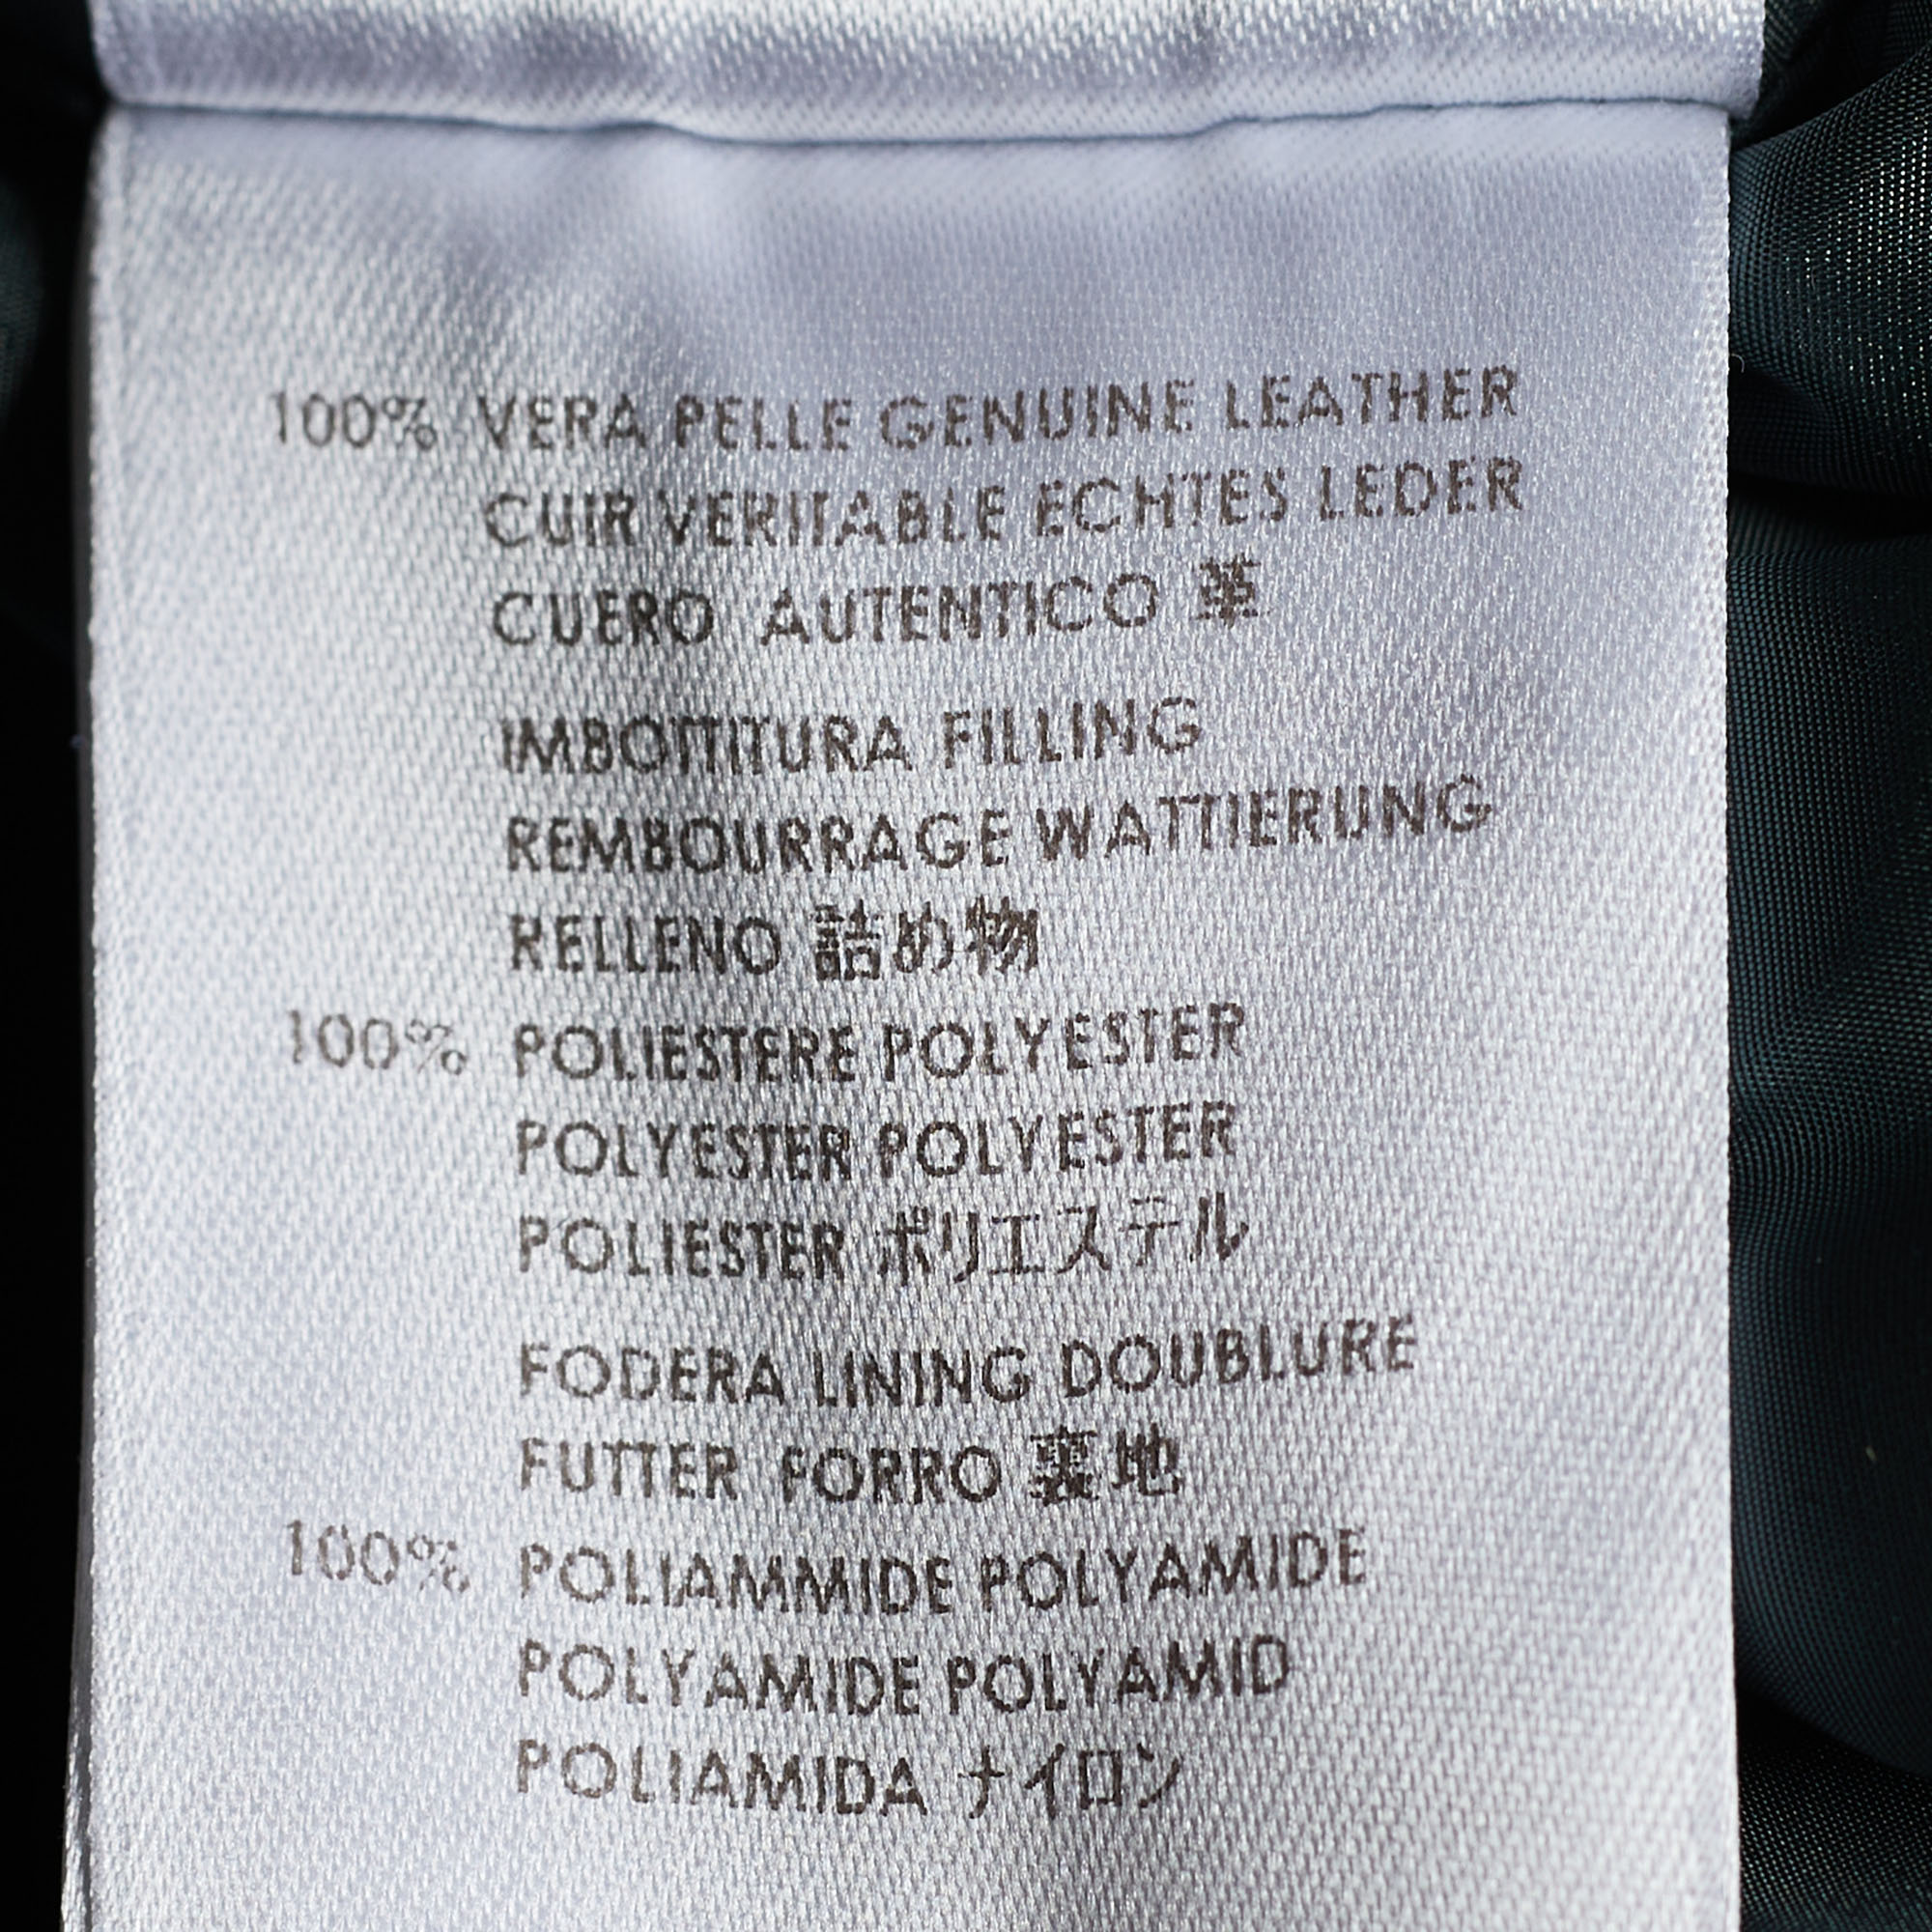 100% VERA PELLE GENUINE LEATHER
CUIR VERITABLE ECHTES LEDER
CUERO AUTENTICO 革
IMBOTTITURA FILLING
REMBOURRAGE WATTIERUNG
RELLENO 詰め物
100% POLIESTERE POLYESTER
POLYESTER POLYESTER
POLIESTER ポリエステル
FODERA LINING DOUBLURE
FUTTER FORRO 裏地
100% POLIAMMIDE POLYAMIDE
POLYAMIDE POLYAMID
POLIAMIDA ナイロン